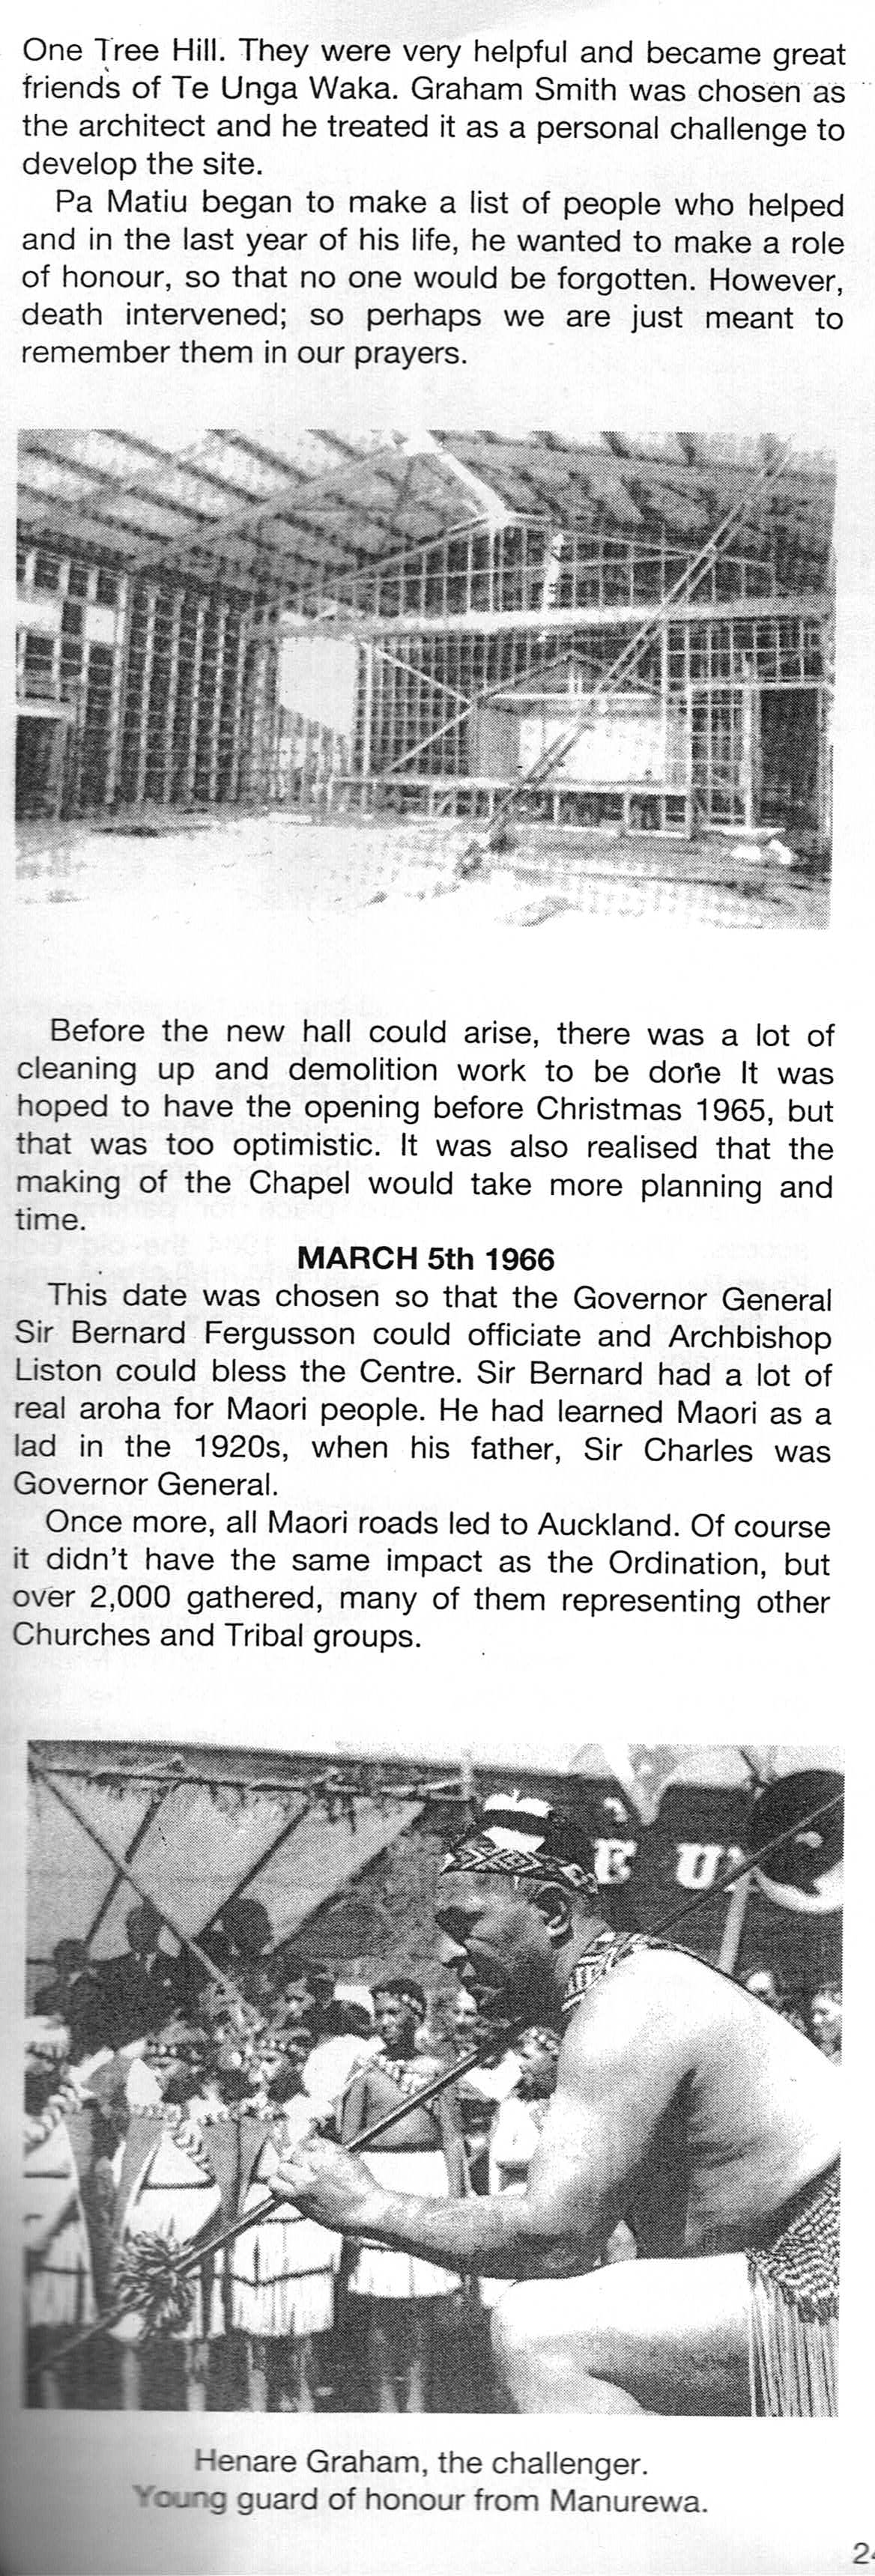 One Tree Hill. They were very helpful and became great
friends of Te Unga Waka. Graham Smith was chosen as
the architect and he treated it as a personal challenge to
develop the site.
Pa Matiu began to make a list of people who helped
and in the last year of his life, he wanted to make a role
of honour, so that no one would be forgotten. However,
death intervened; so perhaps we are just meant to
remember them in our prayers.
Before the new hall could arise, there was a lot of
cleaning up and demolition work to be done It was
hoped to have the opening before Christmas 1965, but
that was too optimistic. It was also realised that the
making of the Chapel would take more planning and
time.
MARCH 5th 1966
This date was chosen so that the Governor General
Sir Bernard Fergusson could officiate and Archbishop
Liston could bless the Centre. Sir Bernard had a lot of
real aroha for Maori people. He had learned Maori as a
lad in the 1920s, when his father, Sir Charles was
Governor General.
Once more, all Maori roads led to Auckland. Of course
it didn't have the same impact as the Ordination, but
over 2,000 gathered, many of them representing other
Churches and Tribal groups.
E U
Henare Graham, the challenger.
Young guard of honour from Manurewa.